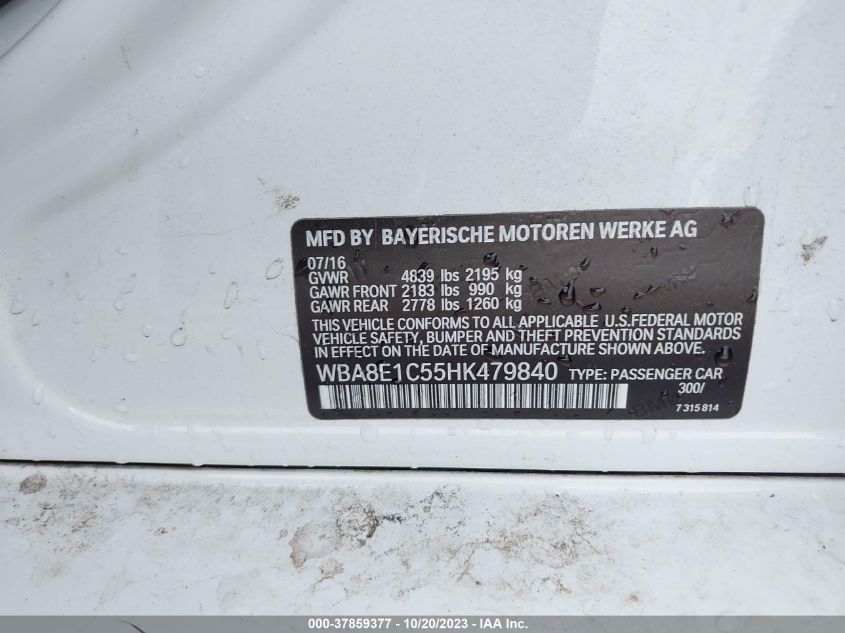 MFD BY BAYERISCHE MOTOREN WERKE AG
07/16
GVWR 4839 lbs 2195 kg
GAWR FRONT 2183 lbs 990 kg
GAWR REAR 2778 lbs 1260 kg
THIS VEHICLE CONFORMS TO ALL APPLICABLE U.S.FEDERAL MOTOR
VEHICLE SAFETY, BUMPER AND THEFT PREVENTION STANDARDS
IN EFFECT ON THE DATE OF MANUFACTURE SHOWN ABOVE.
WBA8E1C55HK479840 TYPE: PASSENGER CAR
300/
7 315 814
000-37859377 - 10/20/2023 - IAAI.COM